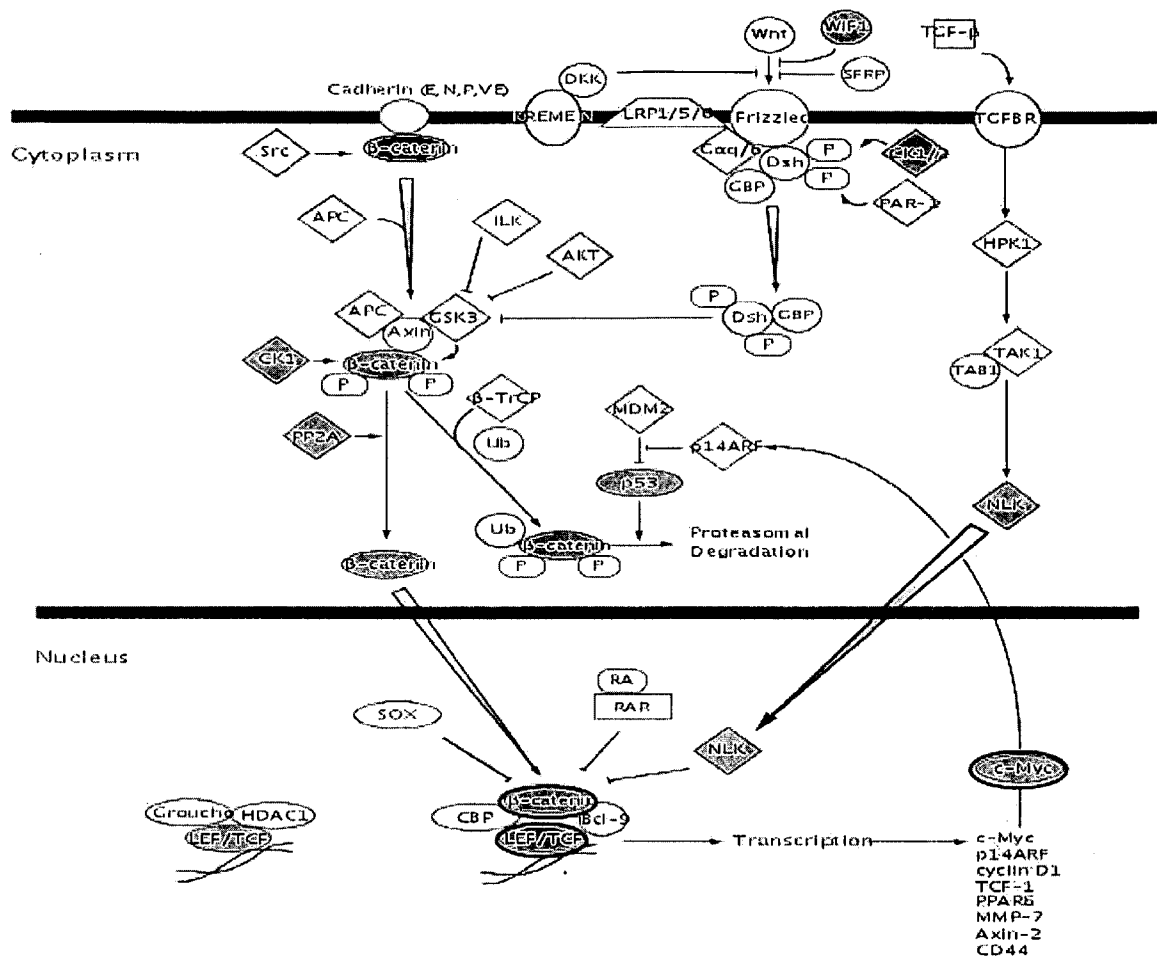 Wnt
WIF1
TGF-β
DKK
SFRP
Cadherin (E,N,P,VE)
KREMEN
LRP1/5/6
Frizzled
TGFBR
Cytoplasm
Src
β-catenin
Gαq/o
Dsh
P
GBP
P
PAR-1
APC
ILK
HPK1
AKT
APC
GSK3
Axin
P
Dsh
GBP
P
CK1
β-catenin
P
P
TAK1
TAB1
β-TrCP
MDM2
PP2A
Ub
p14ARF
p53
NLK
Ub
β-catenin
P
P
Proteasomal
Degradation
β-catenin
Nucleus
RA
RAR
SOX
NLK
c-Myc
Groucho
HDAC1
LEF/TCF
β-catenin
CBP
Bcl-9
LEF/TCF
Transcription
c-Myc
p14ARF
cyclin D1
TCF-1
PPARδ
MMP-7
Axin-2
CD44